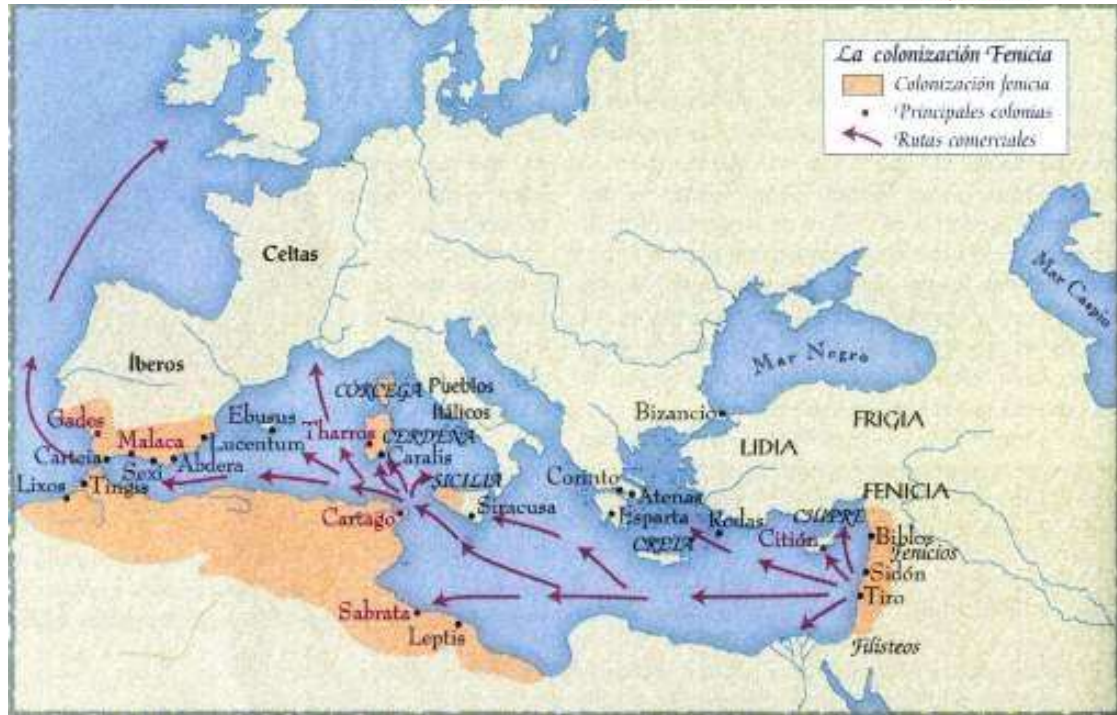 La colonización Fenicia
Colonización fenicia
Principales colonias
Rutas comerciales
Celtas
Íberos
Mar Caspio
Mar Negro
CORCEGA
Pueblos
Itálicos
Bizancio
FRIGIA
LIDIA
Gades
Malaca
Ebusus
Lucentum
Tharros
CERDEÑA
Caralis
Carteia
Sexi
Abdera
SICILIA
Corinto
Atenas
FENICIA
Lixos
Tingis
Cartago
Siracusa
Esparta
Rodas
CHIPRE
CRETA
Citión
Biblos
Fenicios
Sidón
Tiro
Sabrata
Leptis
Filisteos